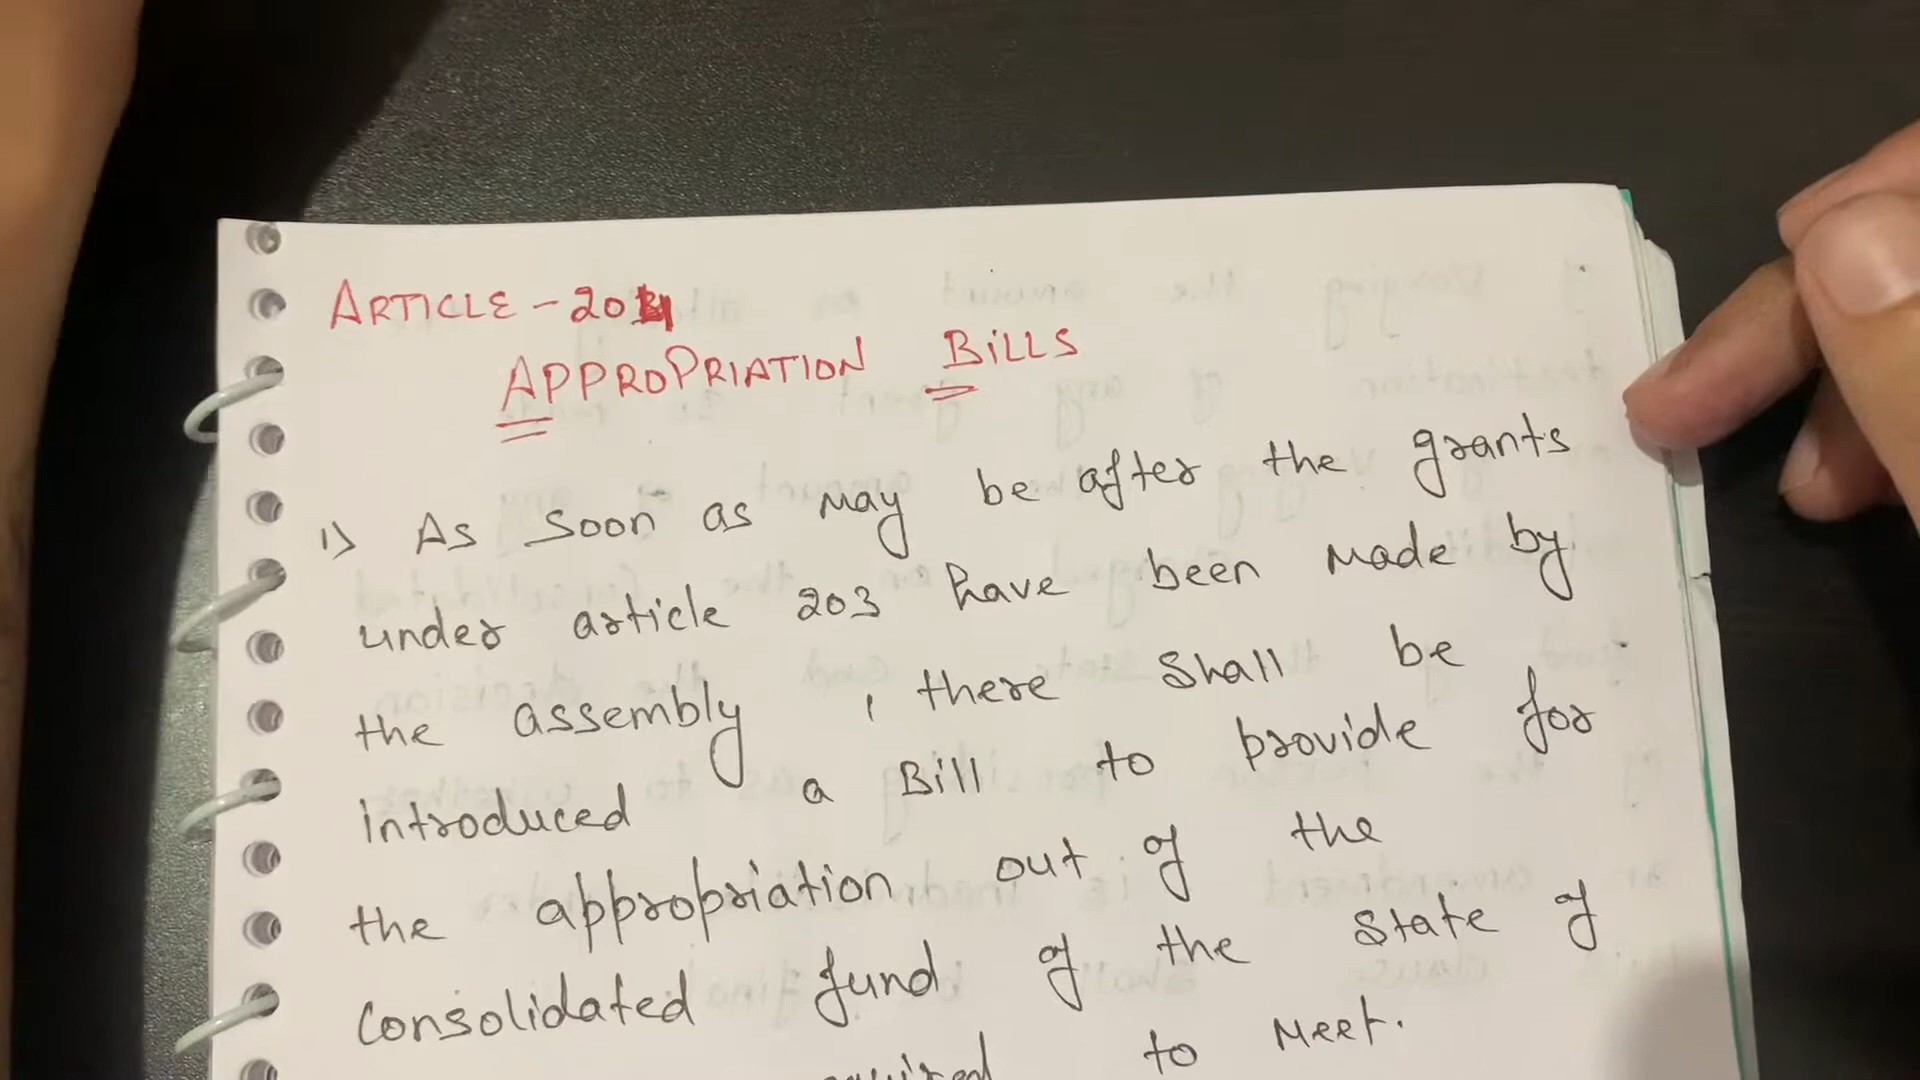 ARTICLE - 204
APPROPRIATION BILLS
1) As soon as may be after the grants
under article 203 have been made by
the assembly , there shall be
introduced a Bill to provide for
the appropriation out of the
consolidated fund of the state of
to meet.